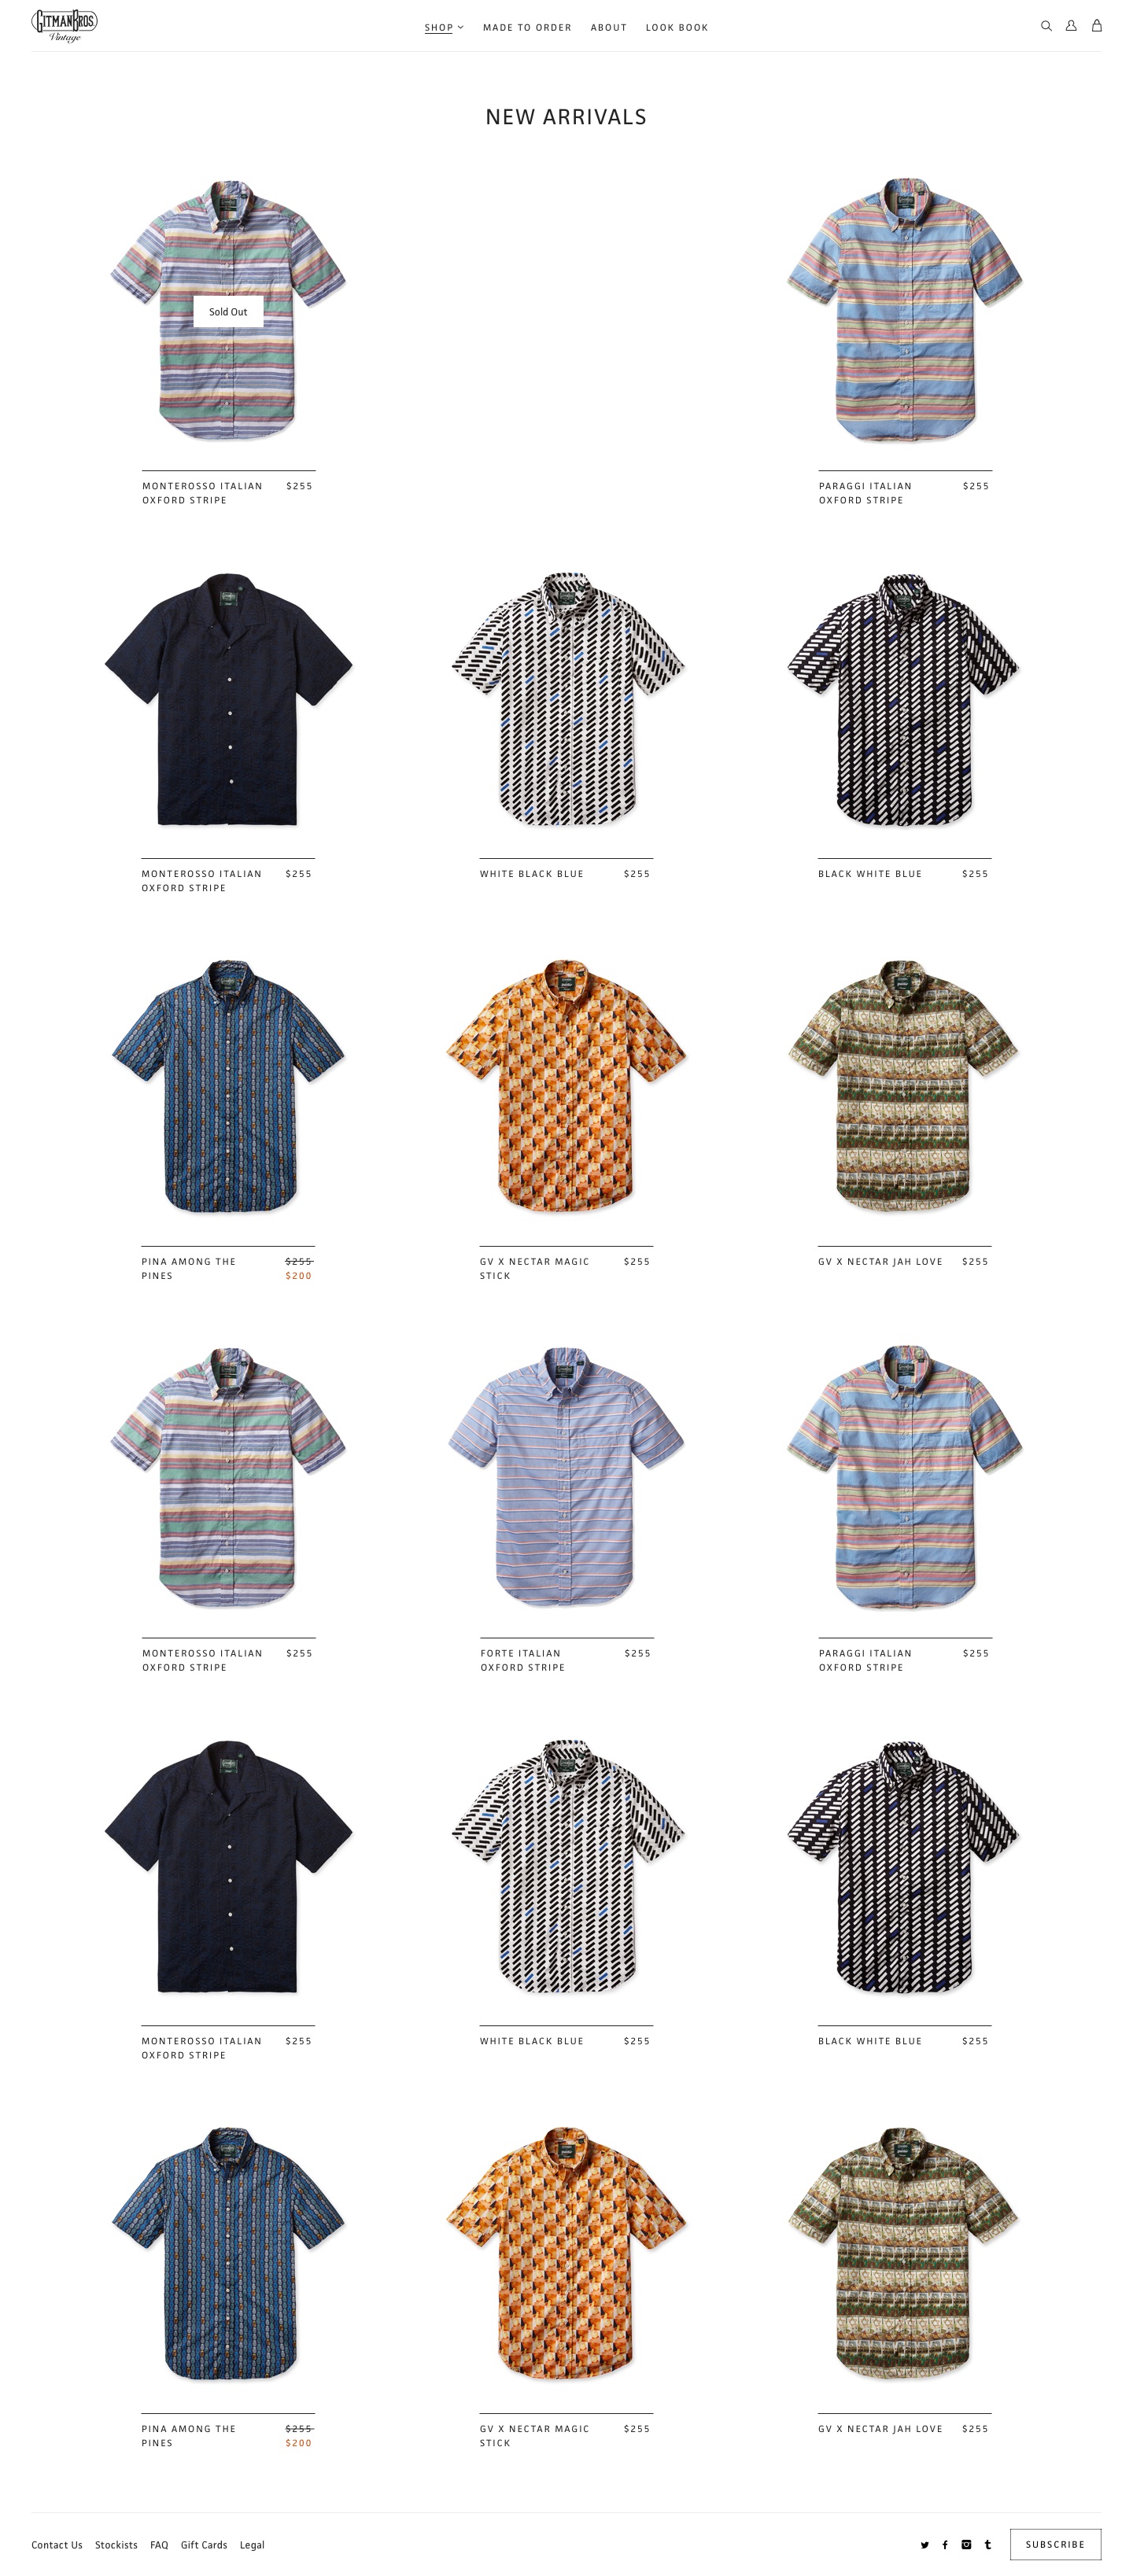 GITMAN BROS.
Vintage
SHOP MADE TO ORDER ABOUT LOOK BOOK
NEW ARRIVALS
Sold Out
MONTEROSSO ITALIAN $255
OXFORD STRIPE
PARAGGI ITALIAN $255
OXFORD STRIPE
MONTEROSSO ITALIAN $255
OXFORD STRIPE
WHITE BLACK BLUE $255
BLACK WHITE BLUE $255
PINA AMONG THE $255
PINES $200
GV X NECTAR MAGIC $255
STICK
GV X NECTAR JAH LOVE $255
MONTEROSSO ITALIAN $255
OXFORD STRIPE
FORTE ITALIAN $255
OXFORD STRIPE
PARAGGI ITALIAN $255
OXFORD STRIPE
MONTEROSSO ITALIAN $255
OXFORD STRIPE
WHITE BLACK BLUE $255
BLACK WHITE BLUE $255
PINA AMONG THE $255
PINES $200
GV X NECTAR MAGIC $255
STICK
GV X NECTAR JAH LOVE $255
Contact Us Stockists FAQ Gift Cards Legal
SUBSCRIBE